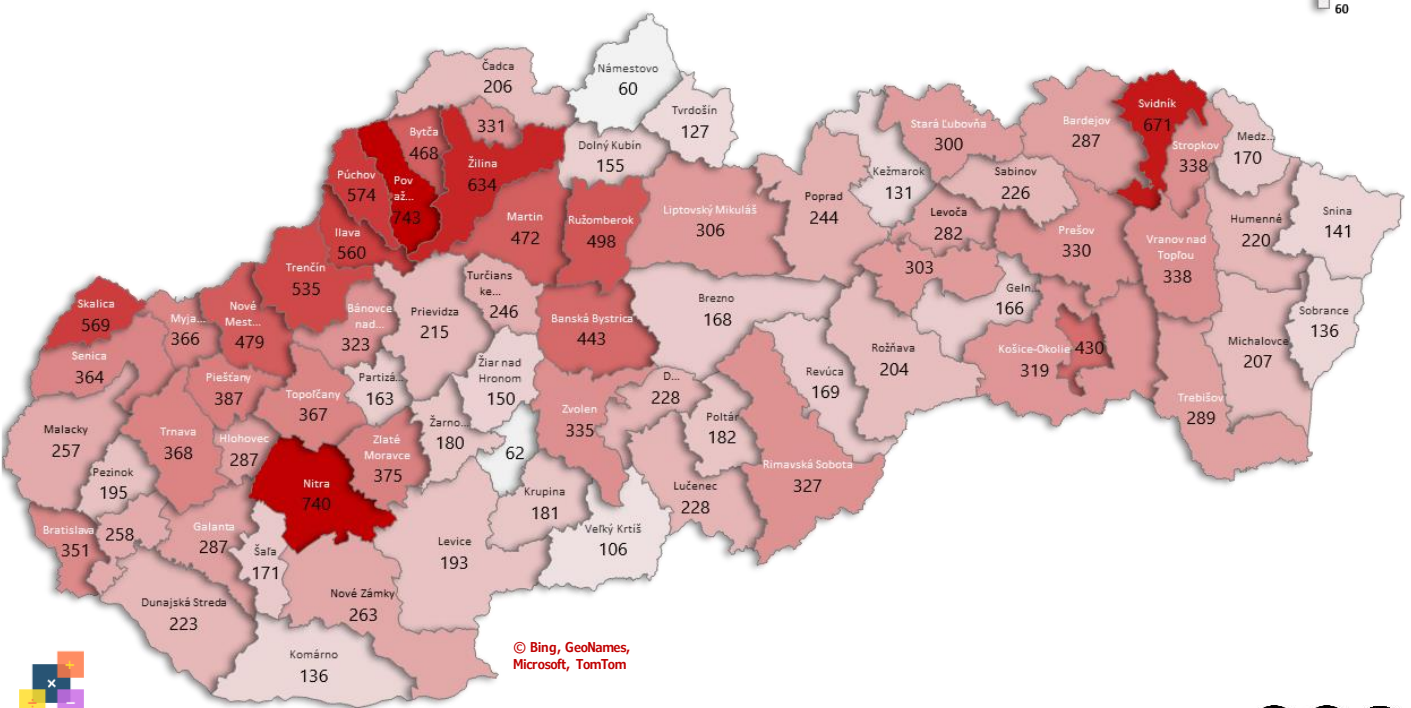 60
Čadca
206
Námestovo
60
Tvrdošín
127
331
Bytča
468
Dolný Kubín
155
Žilina
634
Púchov
574
Pov
až...
743
Ilava
560
Martin
472
Ružomberok
498
Liptovský Mikuláš
306
Poprad
244
Kežmarok
131
Stará Ľubovňa
300
Bardejov
287
Svidník
671
Stropkov
338
Medz...
170
Sabinov
226
Levoča
282
Prešov
330
Vranov nad
Topľou
338
Humenné
220
Snina
141
303
Geln...
166
Sobrance
136
Trenčín
535
Skalica
569
Myja...
366
Nové
Mest...
479
Bánovce
nad...
323
Prievidza
215
Turčians
ke...
246
Banská Bystrica
443
Brezno
168
Rožňava
204
Košice-Okolie
319
430
Michalovce
207
Senica
364
Piešťany
387
Topoľčany
367
Partizá...
163
Žiar nad
Hronom
150
Revúca
169
Trebišov
289
Malacky
257
Trnava
368
Hlohovec
287
Zlaté
Moravce
375
Žarno...
180
62
Zvolen
335
D...
228
Poltár
182
Rimavská Sobota
327
Pezinok
195
Nitra
740
Krupina
181
Lučenec
228
Bratislava
351
258
Galanta
287
Šaľa
171
Levice
193
Veľký Krtíš
106
Dunajská Streda
223
Nové Zámky
263
Komárno
136
© Bing, GeoNames,
Microsoft, TomTom